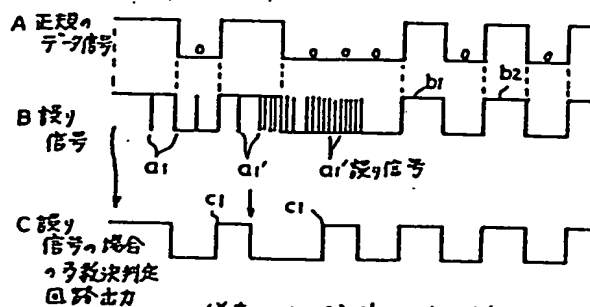 A 正規の
データ信号
o
o o o
o
o
b1
b2
B 誤り
信号
a1
a1'
a1'誤り信号
c1
c1
C 誤り
信号の場合
の多数決判定
回路出力